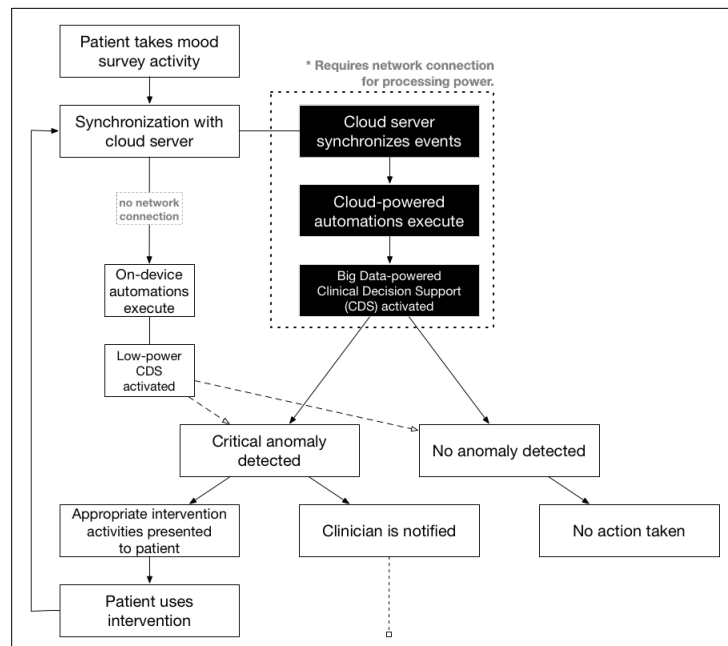 Patient takes mood
survey activity
* Requires network connection
for processing power.
Synchronization with
cloud server
Cloud server
synchronizes events
no network
connection
Cloud-powered
automations execute
On-device
automations
execute
Big Data-powered
Clinical Decision Support
(CDS) activated
Low-power
CDS
activated
Critical anomaly
detected
No anomaly detected
Appropriate intervention
activities presented
to patient
Clinician is notified
No action taken
Patient uses
intervention